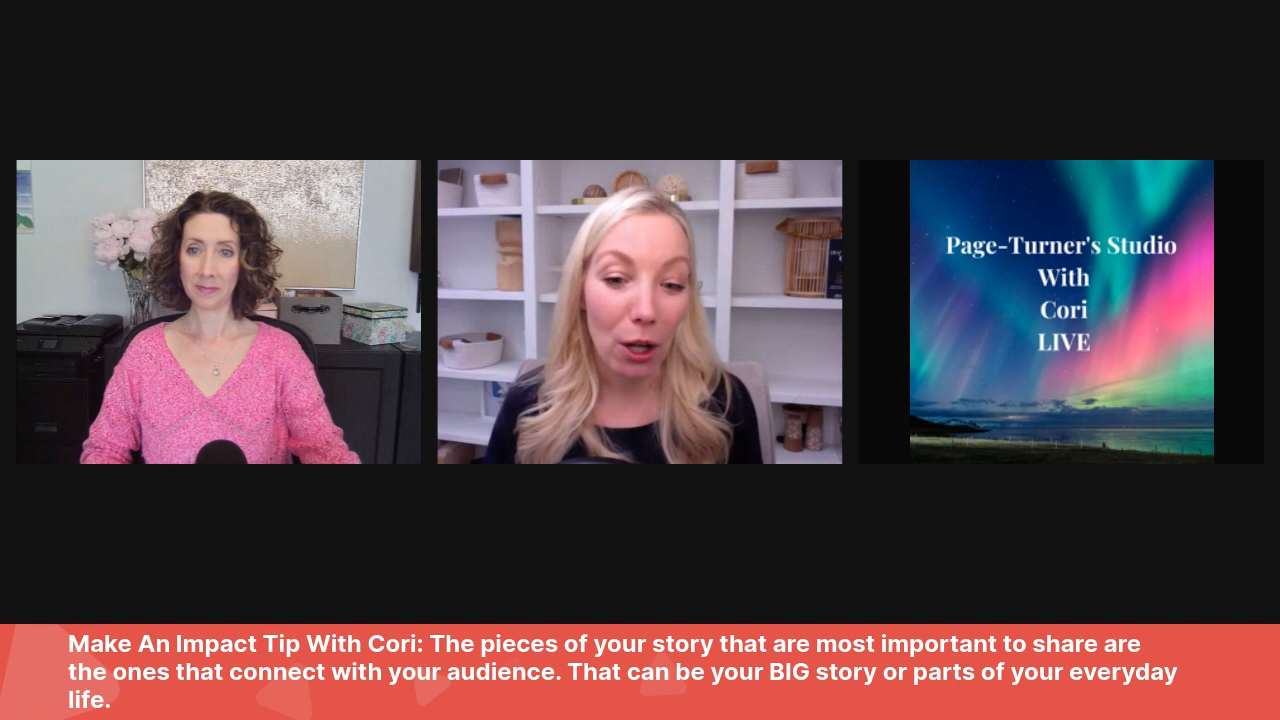 Page-Turner's Studio
With
Cori
LIVE
Make An Impact Tip With Cori: The pieces of your story that are most important to share are
the ones that connect with your audience. That can be your BIG story or parts of your everyday
life.